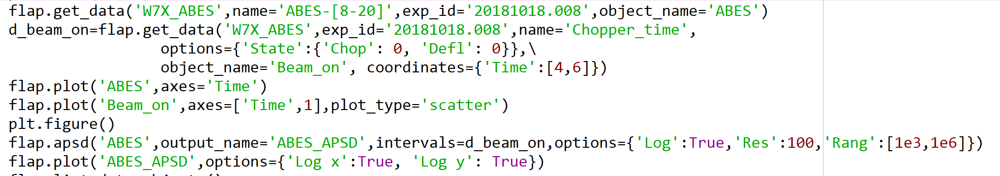 flap.get_data('W7X_ABES',name='ABES-[8-20]',exp_id='20181018.008',object_name='ABES')
d_beam_on=flap.get_data('W7X_ABES',exp_id='20181018.008',name='Chopper_time',
options={'State':{'Chop': 0, 'Defl': 0}},\
object_name='Beam_on', coordinates={'Time':[4,6]})
flap.plot('ABES',axes='Time')
flap.plot('Beam_on',axes=['Time',1],plot_type='scatter')
plt.figure()
flap.apsd('ABES',output_name='ABES_APSD',intervals=d_beam_on,options={'Log':True,'Res':100,'Rang':[1e3,1e6]})
flap.plot('ABES_APSD',options={'Log x':True, 'Log y': True})